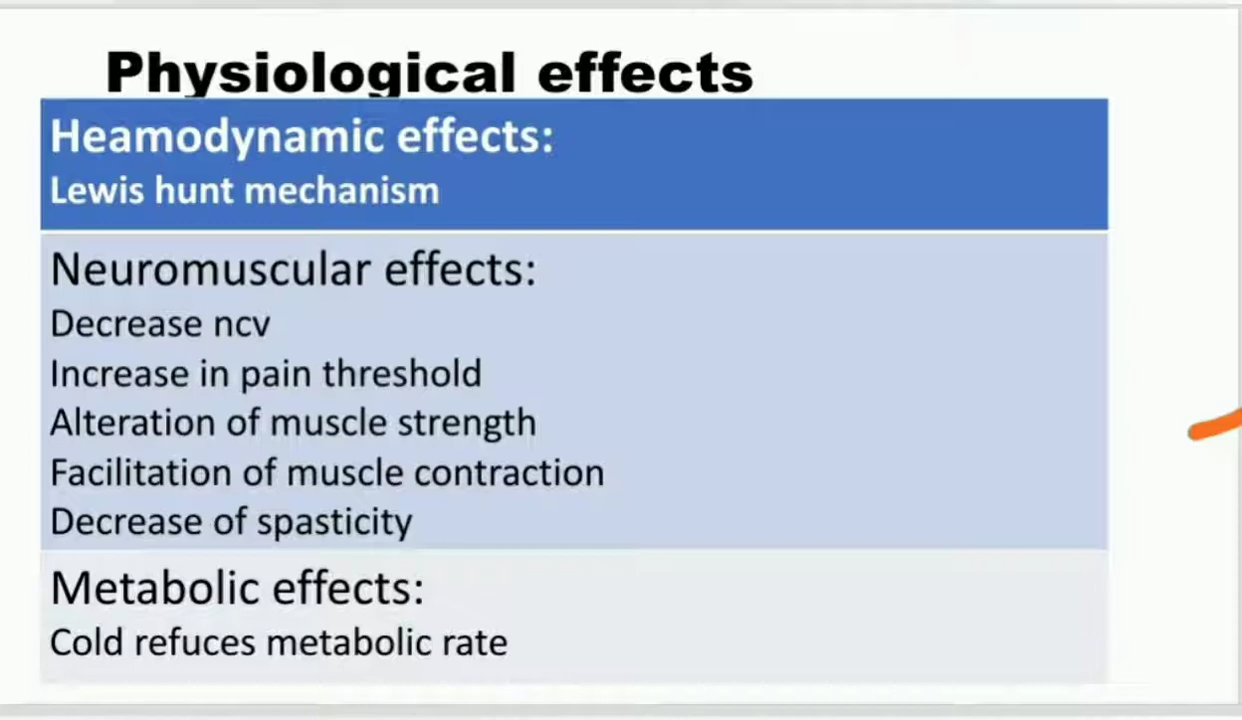 Physiological effects
Heamodynamic effects:
Lewis hunt mechanism
Neuromuscular effects:
Decrease ncv
Increase in pain threshold
Alteration of muscle strength
Facilitation of muscle contraction
Decrease of spasticity
Metabolic effects:
Cold refuces metabolic rate